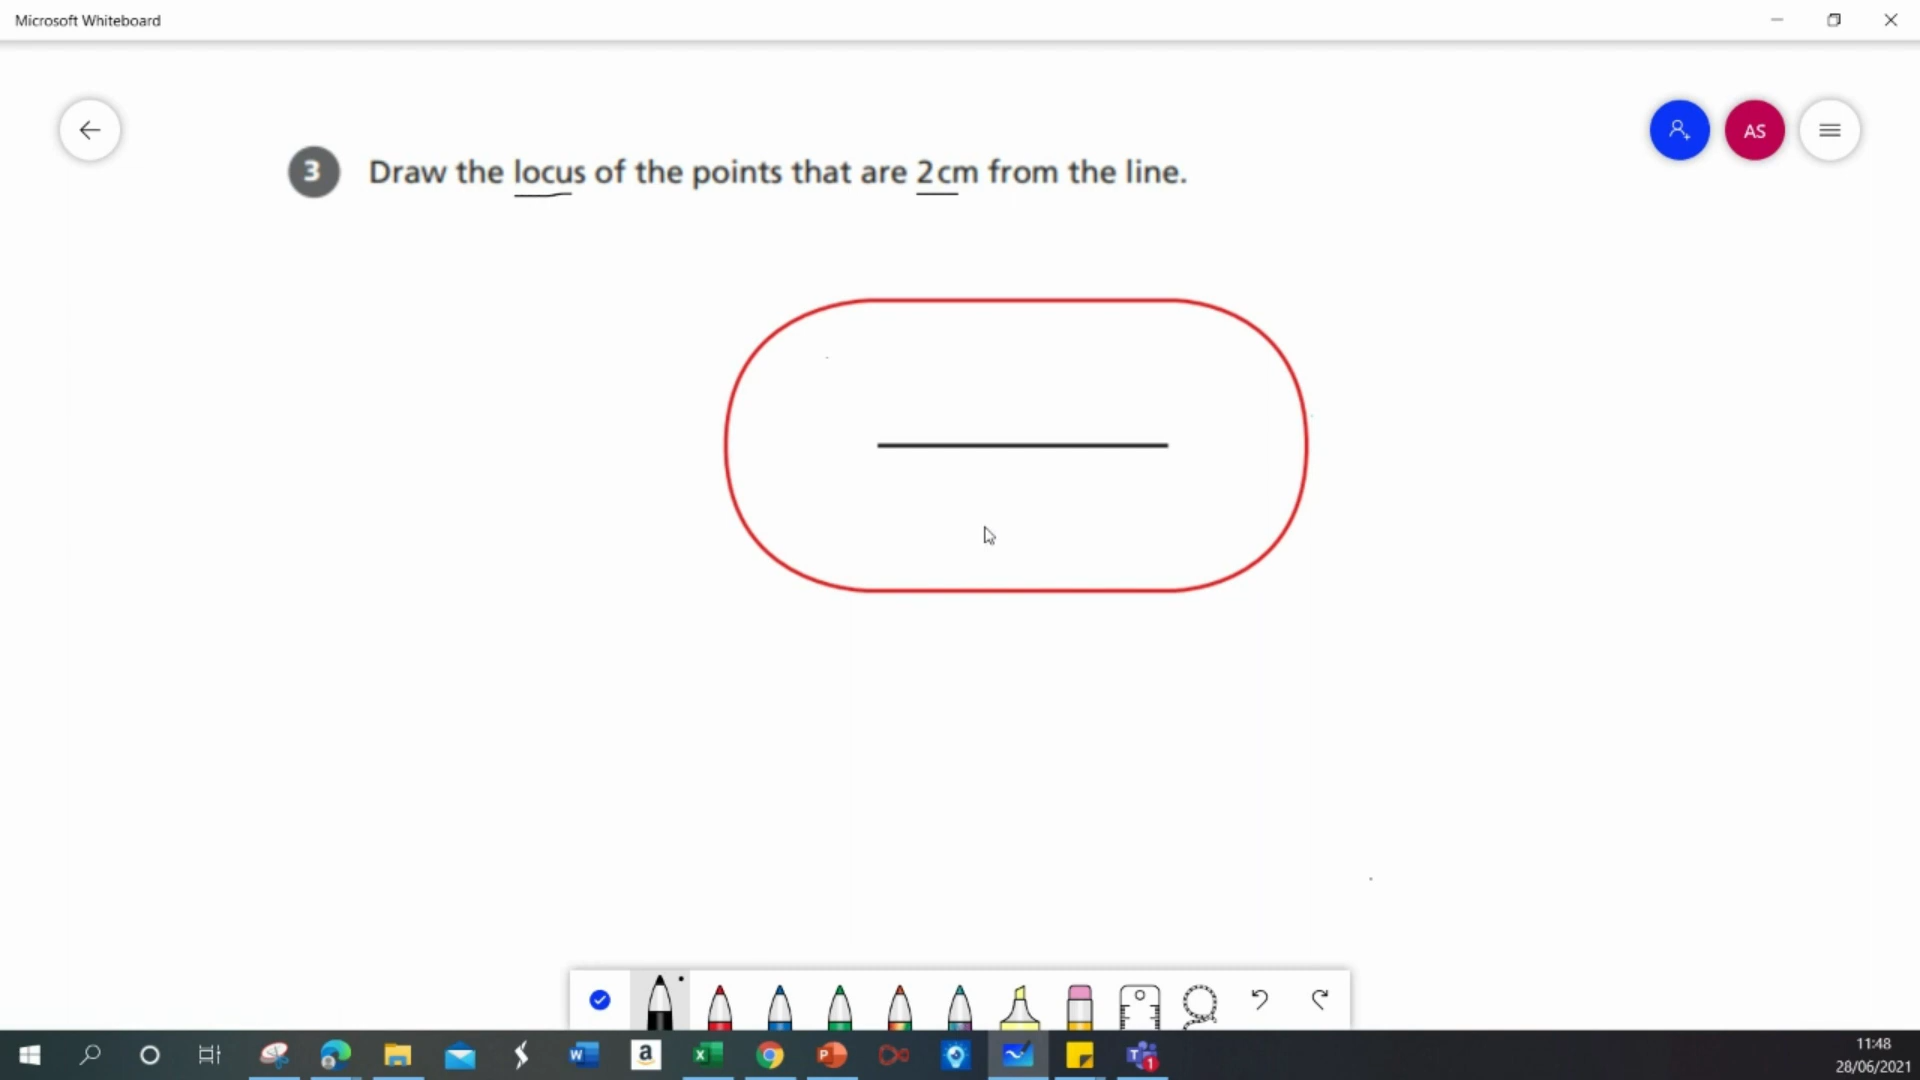 Microsoft Whiteboard
AS
3 Draw the locus of the points that are 2cm from the line.
W
a
X
P
T
1
11:48
28/06/2021